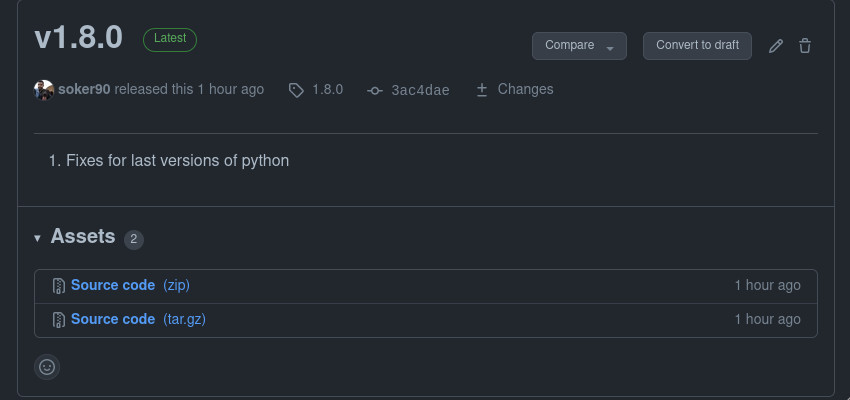 v1.8.0 Latest Compare Convert to draft
soker90 released this 1 hour ago 1.8.0 3ac4dae Changes
1. Fixes for last versions of python
Assets 2
Source code (zip) 1 hour ago
Source code (tar.gz) 1 hour ago